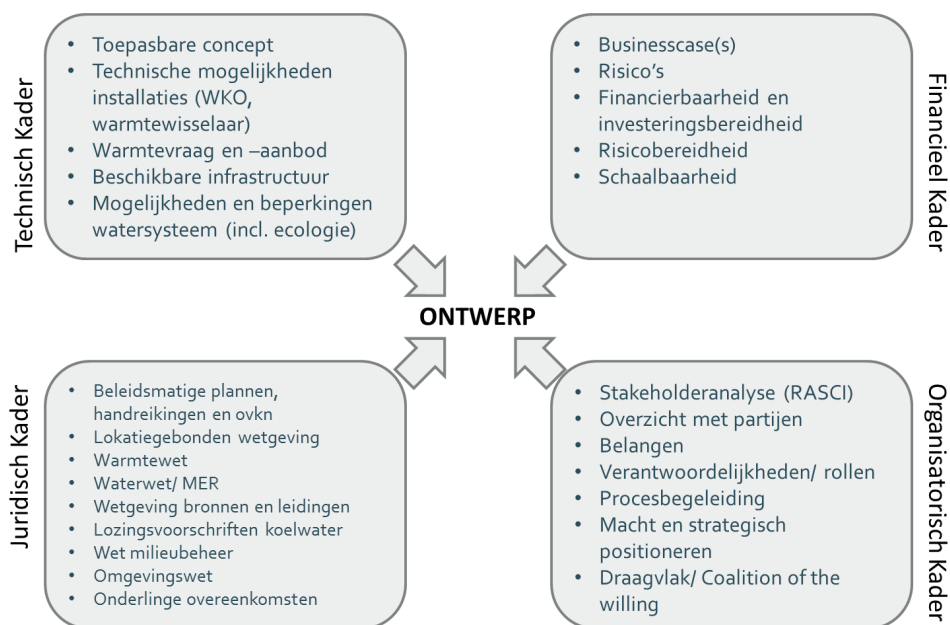 Technisch Kader
• Toepasbare concept
• Technische mogelijkheden
installaties (WKO,
warmtewisselaar)
• Warmtevraag en –aanbod
• Beschikbare infrastructuur
• Mogelijkheden en beperkingen
watersysteem (incl. ecologie)
Financieel Kader
• Businesscase(s)
• Risico’s
• Financierbaarheid en
investeringsbereidheid
• Risicobereidheid
• Schaalbaarheid
ONTWERP
Juridisch Kader
• Beleidsmatige plannen,
handreikingen en ovkn
• Lokatiegebonden wetgeving
• Warmtewet
• Waterwet/ MER
• Wetgeving bronnen en leidingen
• Lozingsvoorschriften koelwater
• Wet milieubeheer
• Omgevingswet
• Onderlinge overeenkomsten
Organisatorisch Kader
• Stakeholderanalyse (RASCI)
• Overzicht met partijen
• Belangen
• Verantwoordelijkheden/ rollen
• Procesbegeleiding
• Macht en strategisch
positioneren
• Draagvlak/ Coalition of the
willing